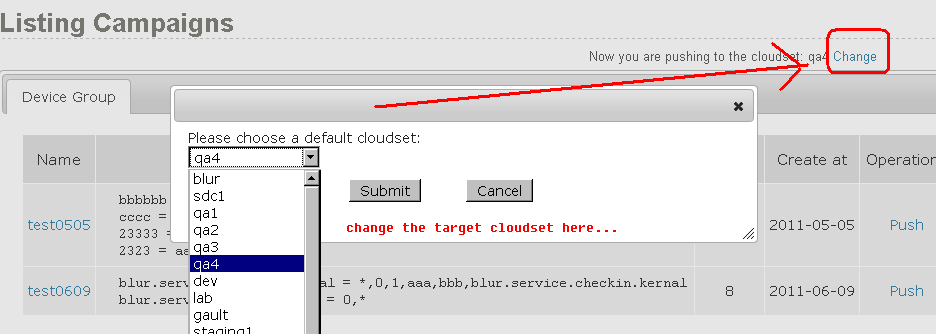 Listing Campaigns
Now you are pushing to the cloudset: qa4 Change
Device Group
Please choose a default cloudset:
qa4
blur
sdc1
qa1
qa2
qa3
qa4
dev
lab
gault
staging1
Submit Cancel
change the target cloudset here...
Name Create at Operation
test0505
bbbbbb
cccc =
23333 =
2323 =
2011-05-05 Push
test0609
blur.serv al = *,0,1,aaa,bbb,blur.service.checkin.kernal
blur.serv = 0,*
8 2011-06-09 Push